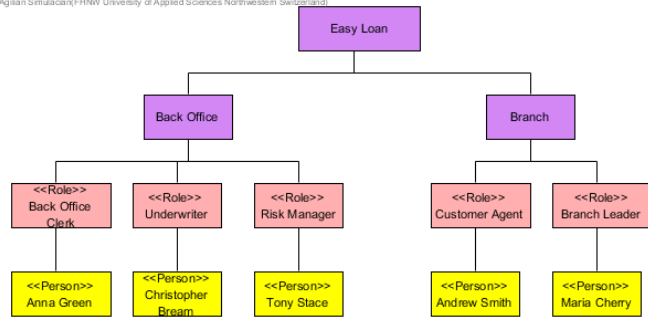 Agilian Simulacian(FHNW University of Applied Sciences Northwestern Switzerland)
Easy Loan
Back Office
Branch
<<Role>>
Back Office
Clerk
<<Role>>
Underwriter
<<Role>>
Risk Manager
<<Role>>
Customer Agent
<<Role>>
Branch Leader
<<Person>>
Anna Green
<<Person>>
Christopher
Bream
<<Person>>
Tony Stace
<<Person>>
Andrew Smith
<<Person>>
Maria Cherry